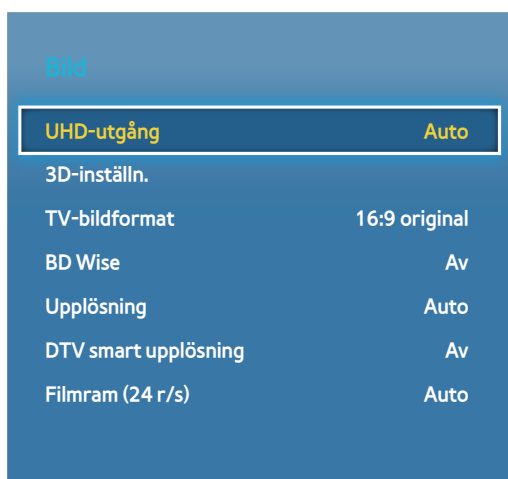 Bild
UHD-utgång Auto
3D-inställn.
TV-bildformat 16:9 original
BD Wise Av
Upplösning Auto
DTV smart upplösning Av
Filmram (24 r/s) Auto